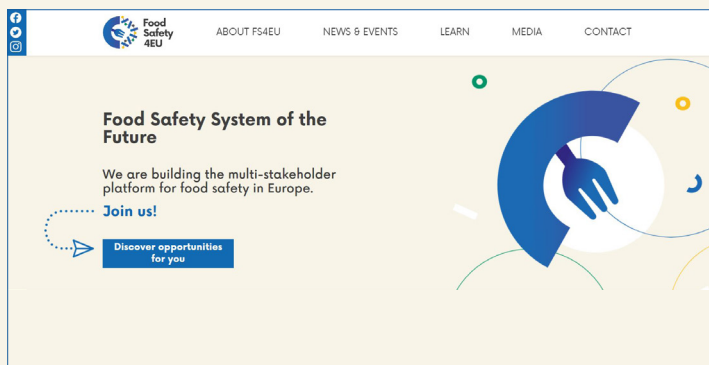 Food
Safety
4EU
ABOUT FS4EU
NEWS & EVENTS
LEARN
MEDIA
CONTACT
Food Safety System of the
Future
We are building the multi-stakeholder
platform for food safety in Europe.
Join us!
Discover opportunities
for you